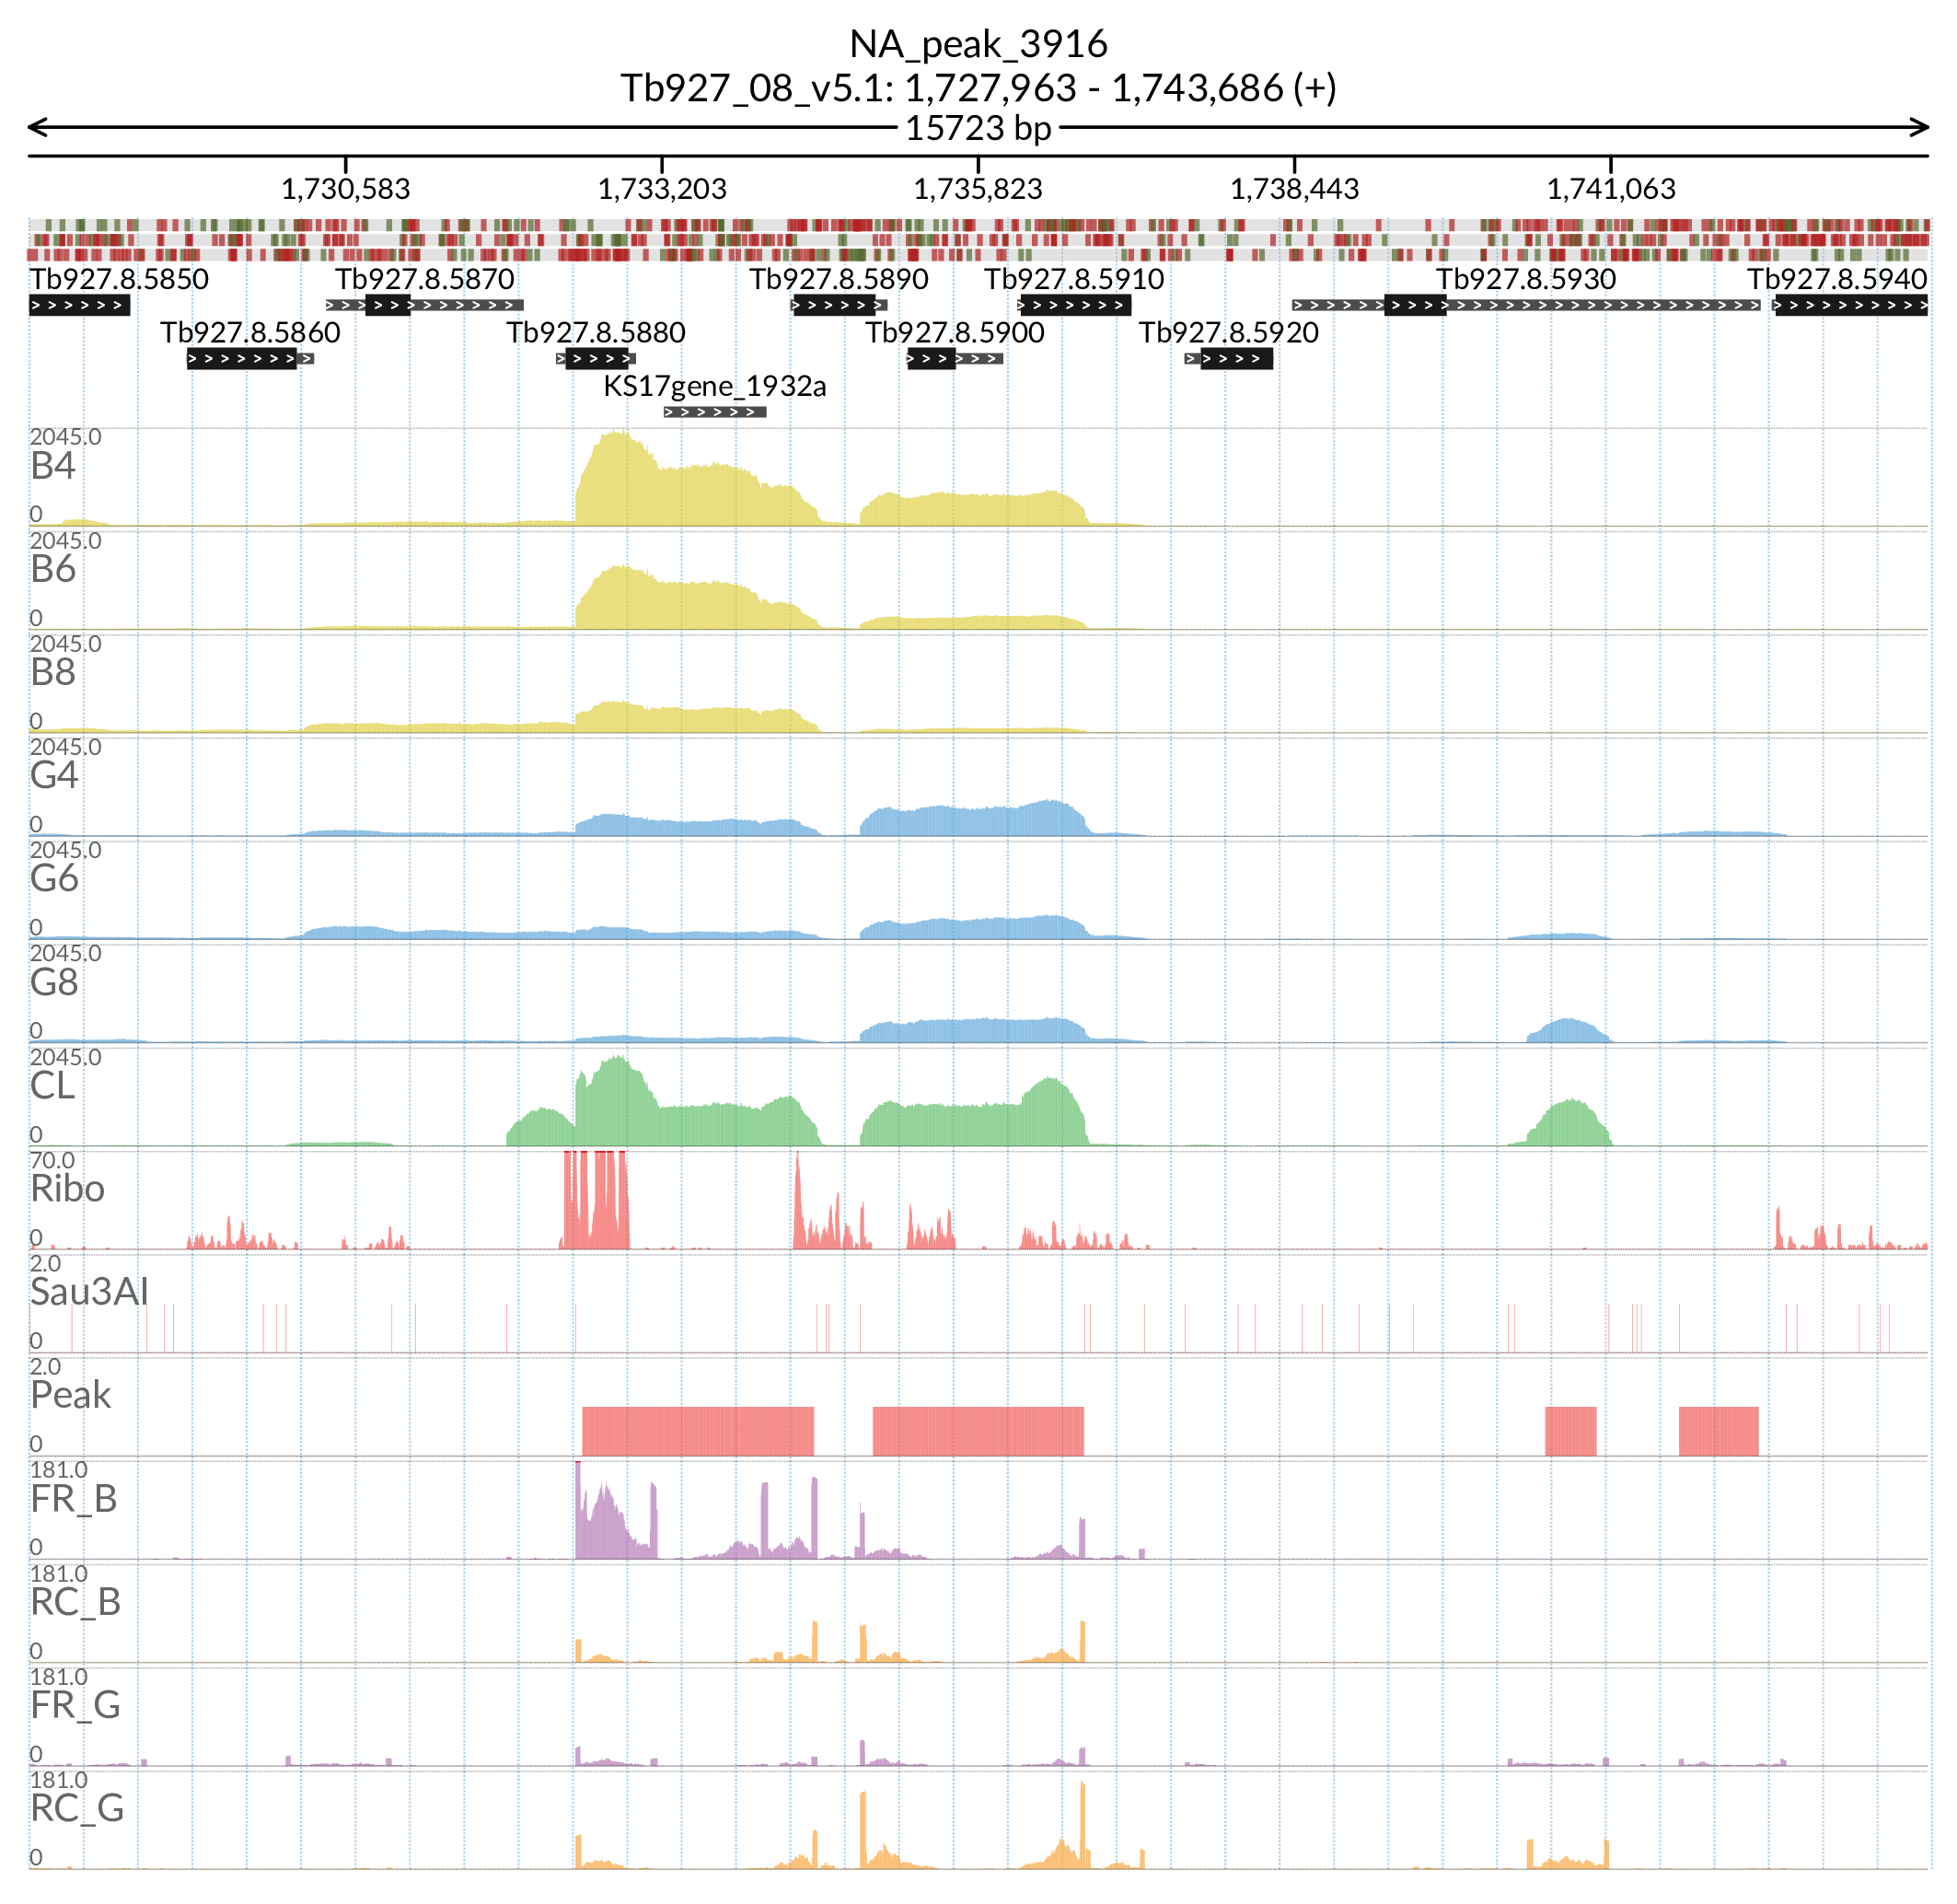 NA_peak_3916
Tb927_08_v5.1: 1,727,963 - 1,743,686 (+)
15723 bp
1,730,583 1,733,203 1,735,823 1,738,443 1,741,063
Tb927.8.5850 Tb927.8.5870 Tb927.8.5890 Tb927.8.5910 Tb927.8.5930 Tb927.8.5940
Tb927.8.5860 Tb927.8.5880 Tb927.8.5900 Tb927.8.5920
KS17gene_1932a
2045.0
B4
0
2045.0
B6
0
2045.0
B8
0
2045.0
G4
0
2045.0
G6
0
2045.0
G8
0
2045.0
CL
0
70.0
Ribo
0
2.0
Sau3AI
0
2.0
Peak
0
181.0
FR_B
0
181.0
RC_B
0
181.0
FR_G
0
181.0
RC_G
0